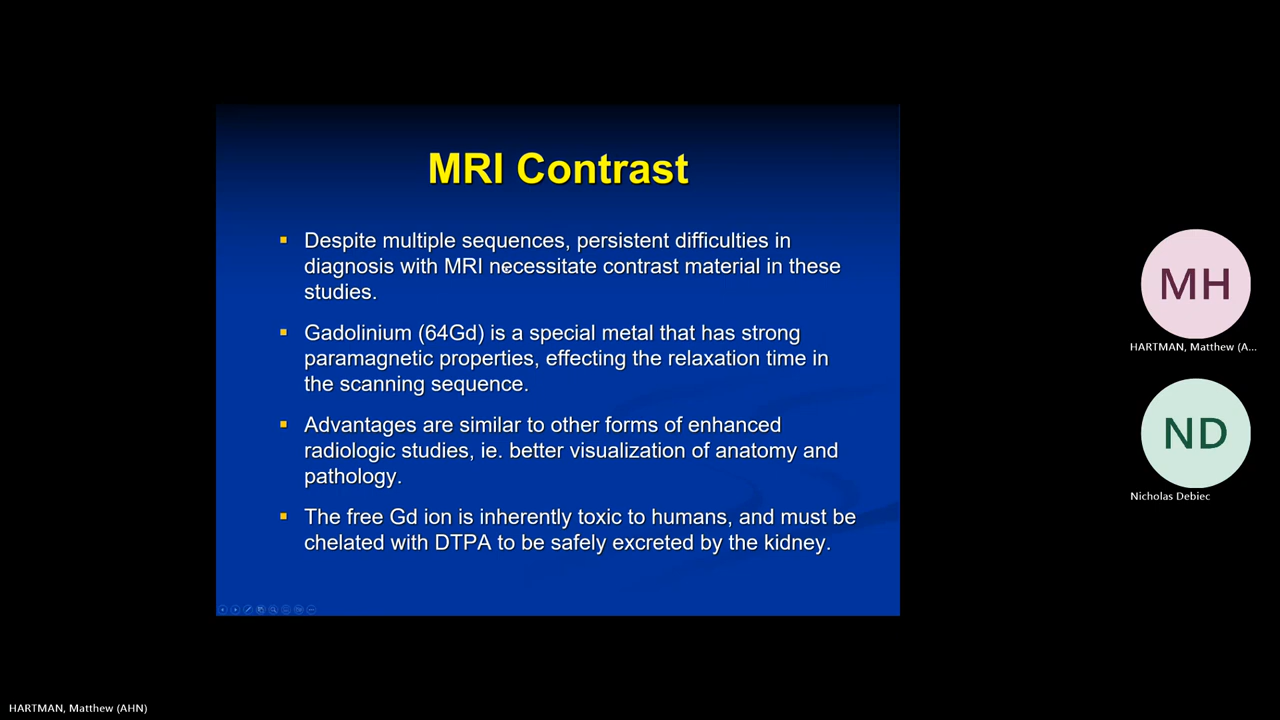 MRI Contrast
Despite multiple sequences, persistent difficulties in
diagnosis with MRI necessitate contrast material in these
studies.
Gadolinium (64Gd) is a special metal that has strong
paramagnetic properties, effecting the relaxation time in
the scanning sequence.
Advantages are similar to other forms of enhanced
radiologic studies, ie. better visualization of anatomy and
pathology.
The free Gd ion is inherently toxic to humans, and must be
chelated with DTPA to be safely excreted by the kidney.
MH
HARTMAN, Matthew (A...
ND
Nicholas Debiec
HARTMAN, Matthew (AHN)